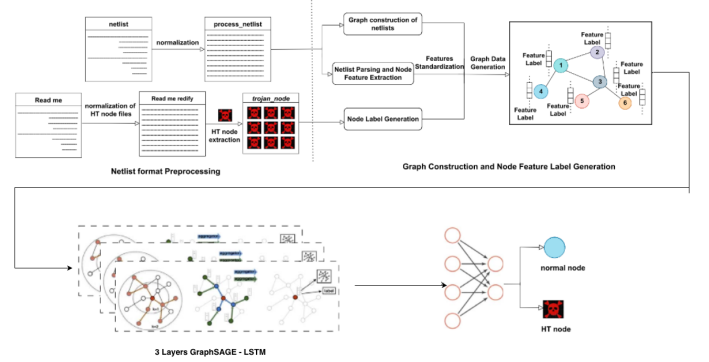 netlist
normalization
process_netlist
Graph construction of
netlists
Netlist Parsing and Node
Feature Extraction
Features
Standardization
Graph Data
Generation
Feature
Label
Feature
Label
Feature
Label
Feature
Label
Feature
Label
Feature
Label
1
2
3
4
5
6
Read me
normalization of
HT node files
Read me redify
HT node
extraction
trojan_node
Node Label Generation
Netlist format Preprocessing
Graph Construction and Node Feature Label Generation
label
normal node
HT node
3 Layers GraphSAGE - LSTM